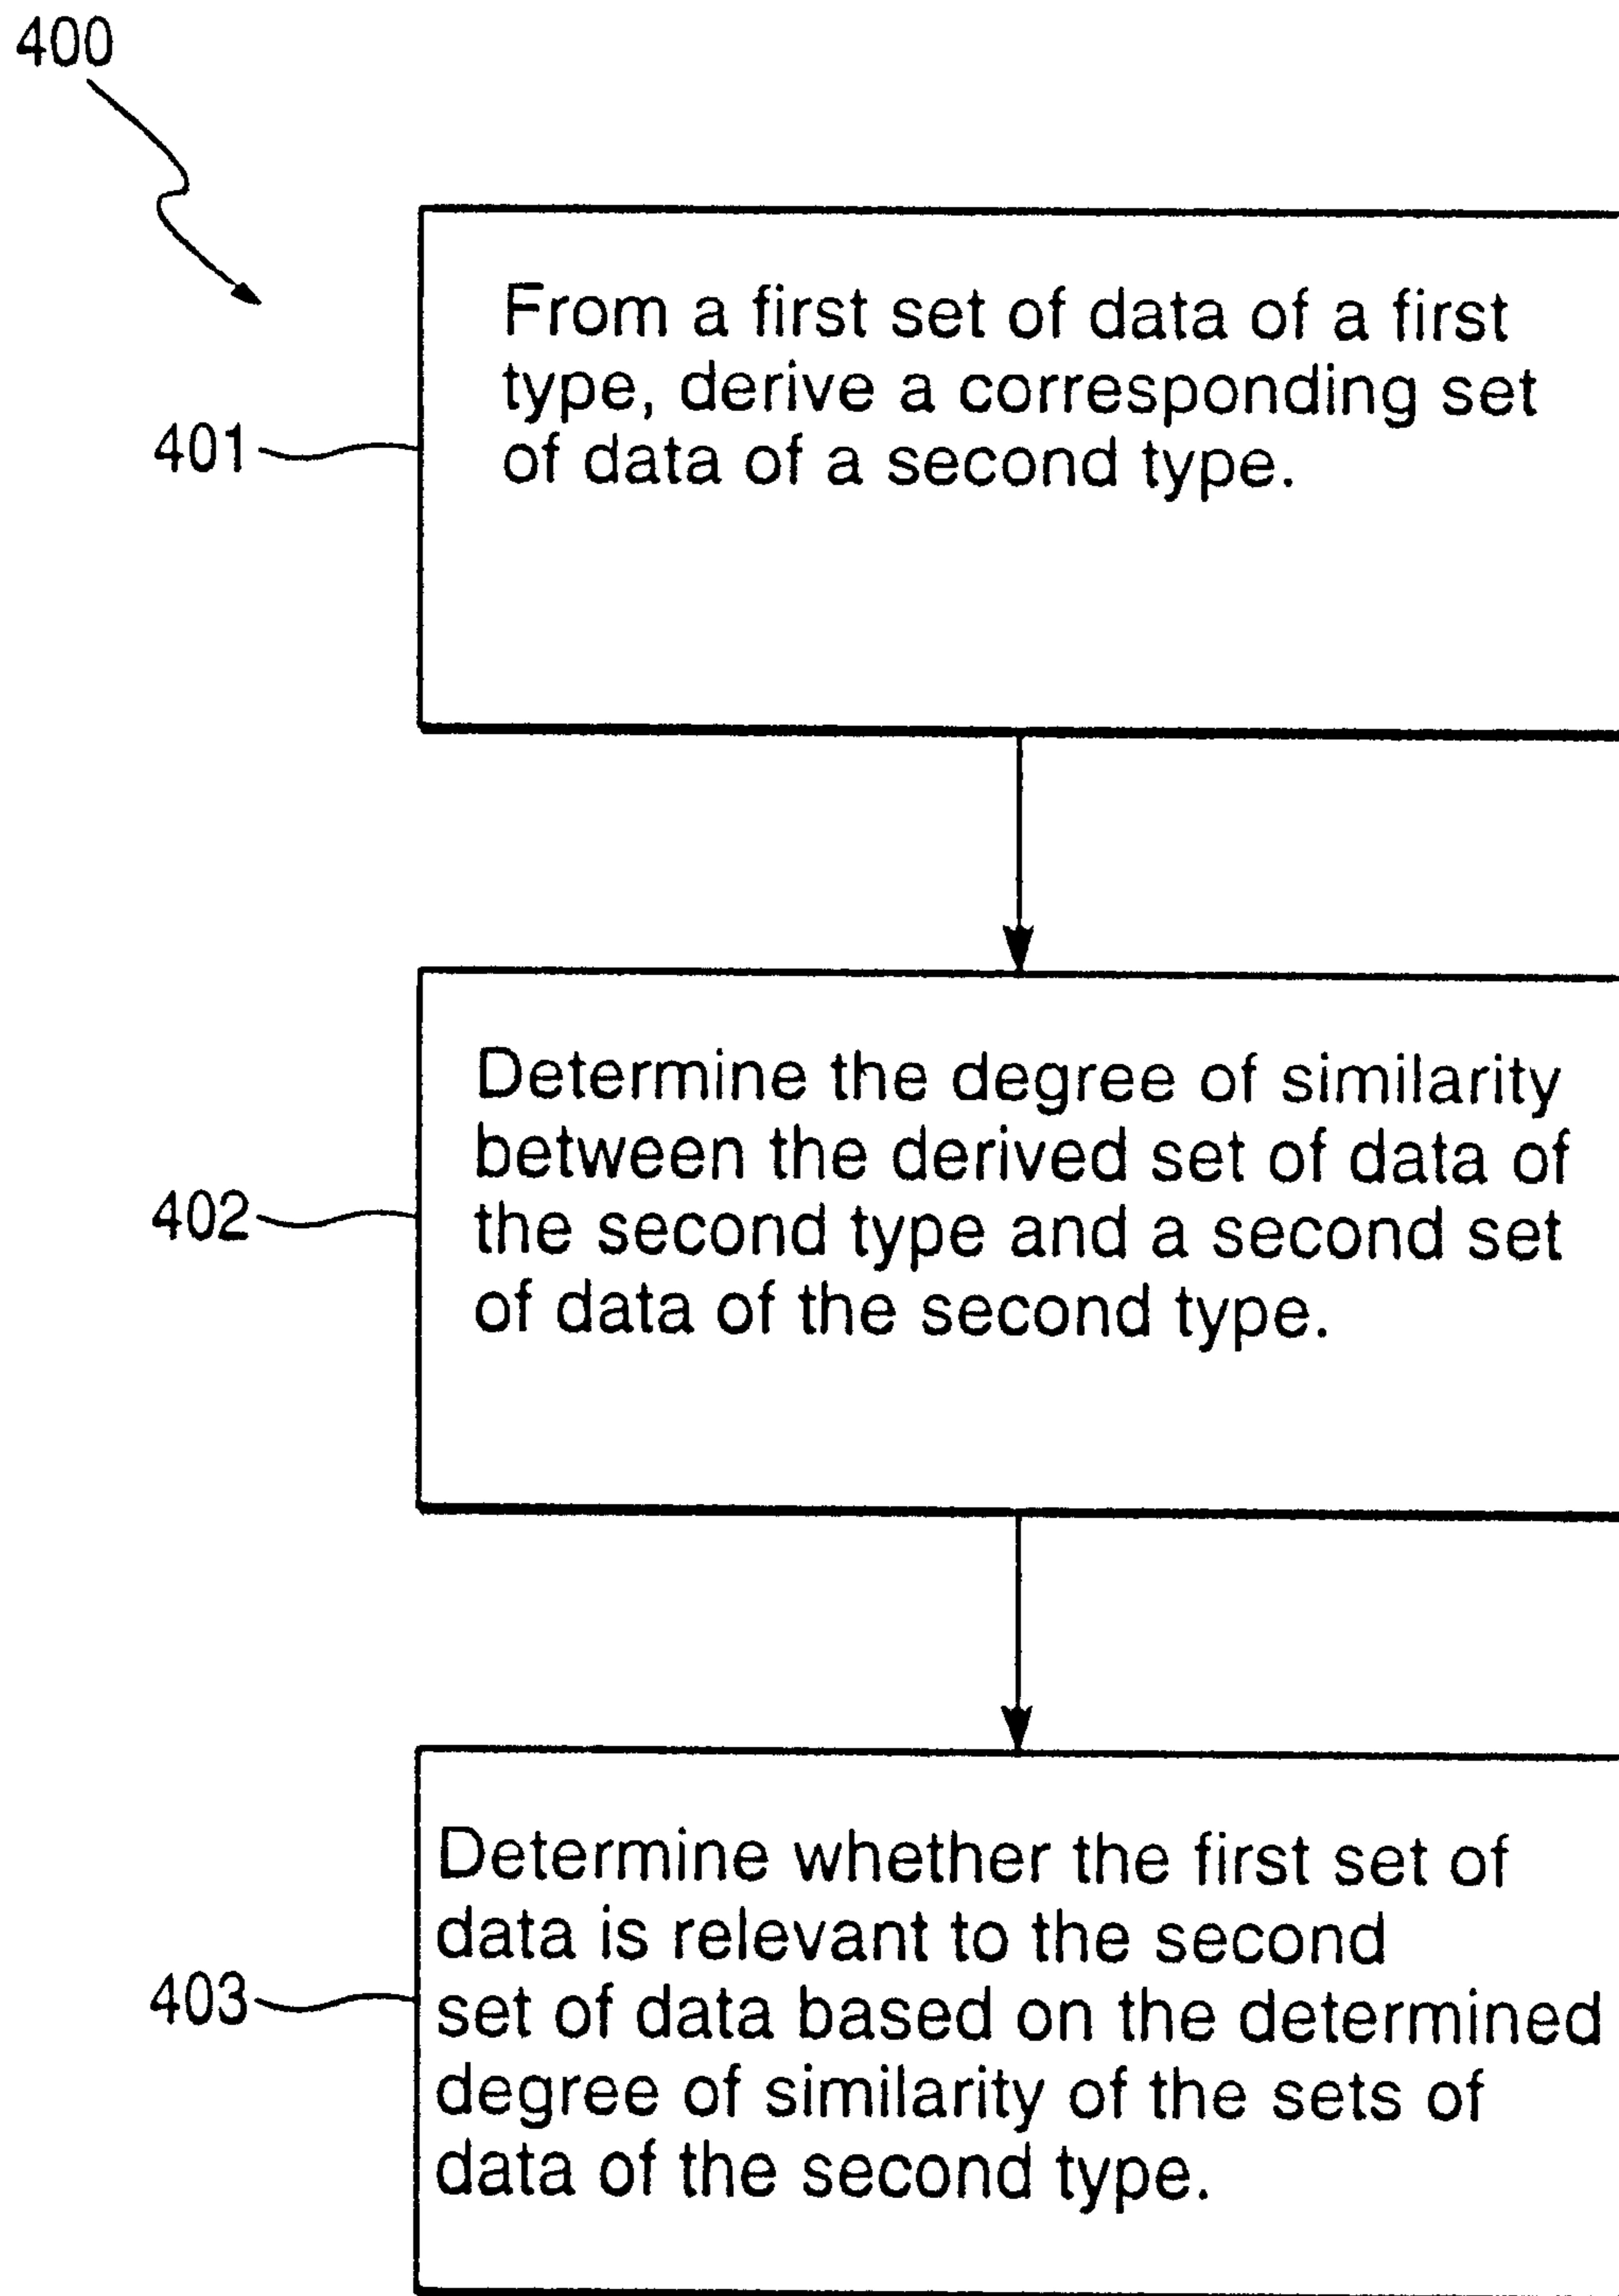 400
From a first set of data of a first
type, derive a corresponding set
of data of a second type.
401
Determine the degree of similarity
between the derived set of data of
the second type and a second set
of data of the second type.
402
Determine whether the first set of
data is relevant to the second
set of data based on the determined
degree of similarity of the sets of
data of the second type.
403